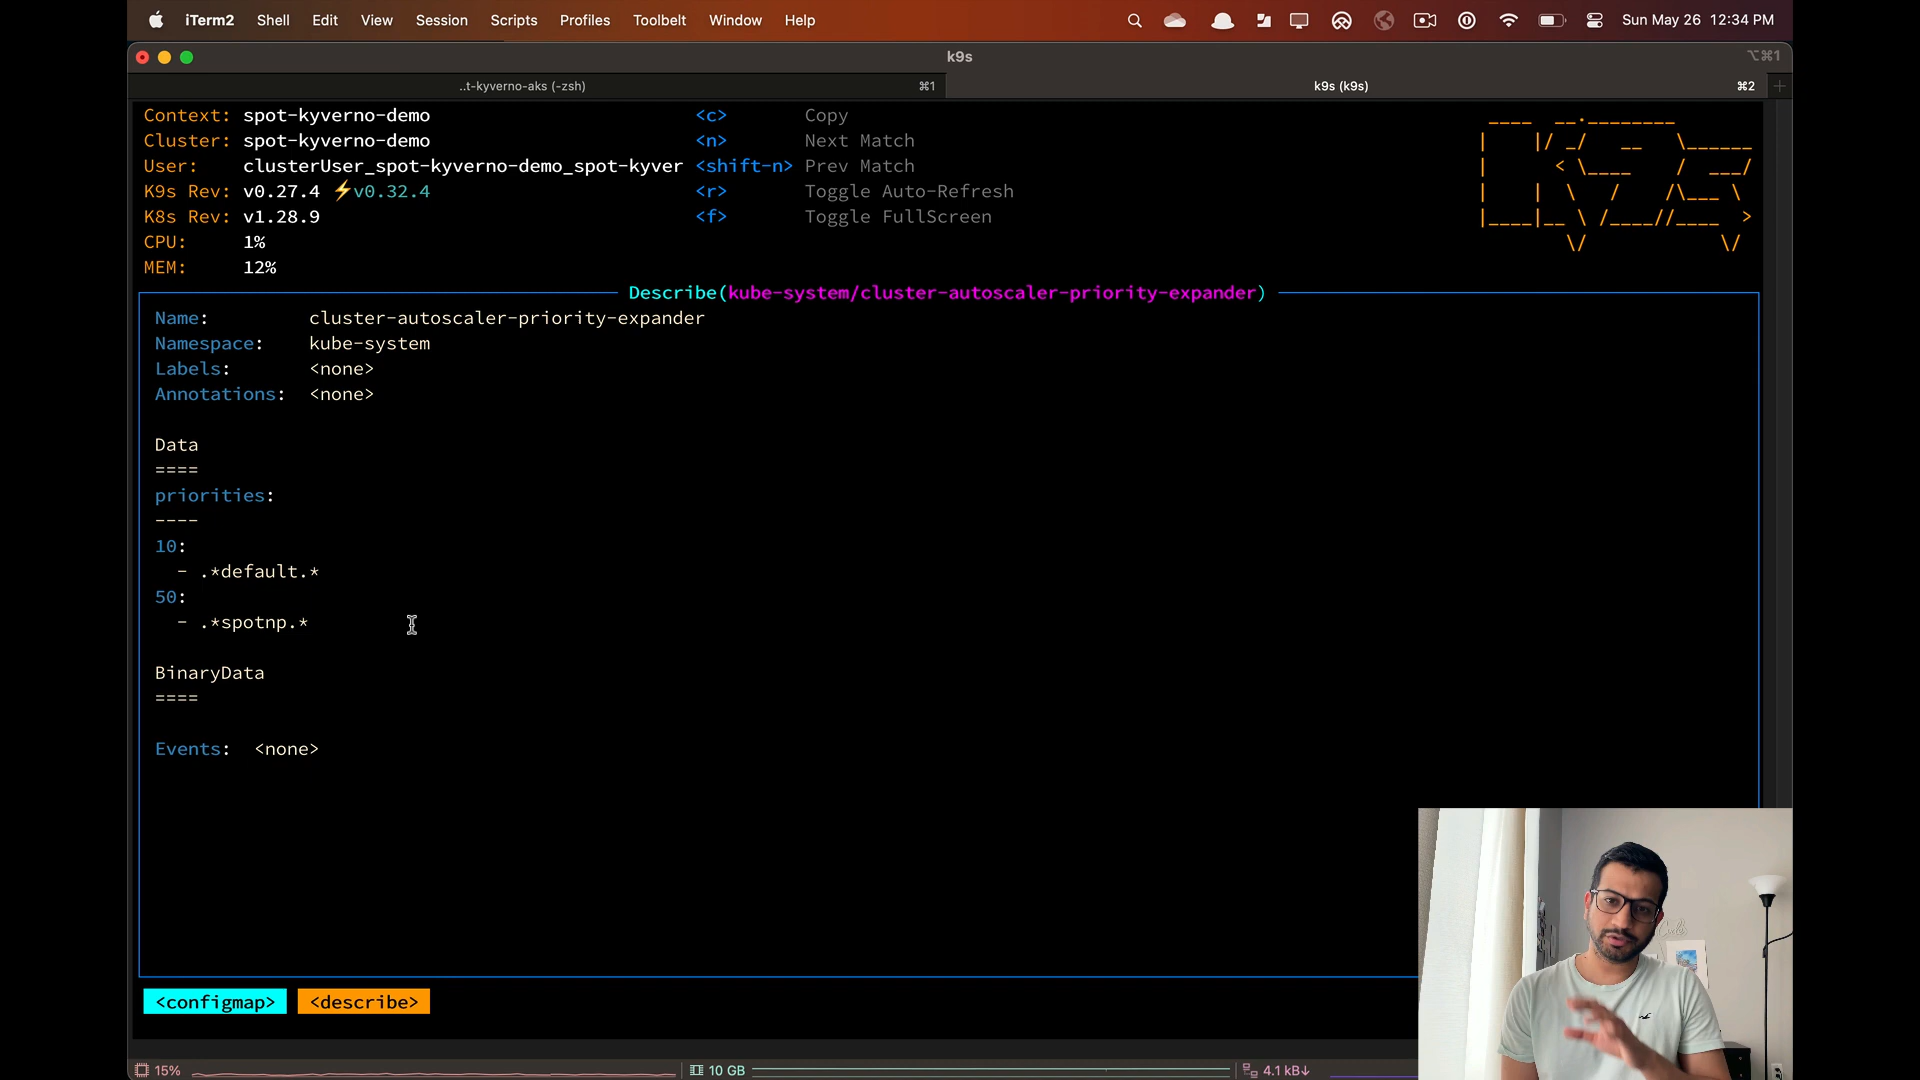 iTerm2 Shell Edit View Session Scripts Profiles Toolbelt Window Help Sun May 26 12:34 PM
k9s ⌥⌘1
..t-kyverno-aks (-zsh) ⌘1 k9s (k9s) ⌘2
Context: spot-kyverno-demo <c> Copy
Cluster: spot-kyverno-demo <n> Next Match
User: clusterUser_spot-kyverno-demo_spot-kyver <shift-n> Prev Match
K9s Rev: v0.27.4 ⚡v0.32.4 <r> Toggle Auto-Refresh
K8s Rev: v1.28.9 <f> Toggle FullScreen
CPU: 1%
MEM: 12%
Describe(kube-system/cluster-autoscaler-priority-expander)
Name: cluster-autoscaler-priority-expander
Namespace: kube-system
Labels: <none>
Annotations: <none>
Data
====
priorities:
----
10:
- .*default.*
50:
- .*spotnp.*
BinaryData
====
Events: <none>
<configmap> <describe>
15% 10 GB 4.1 kB↓